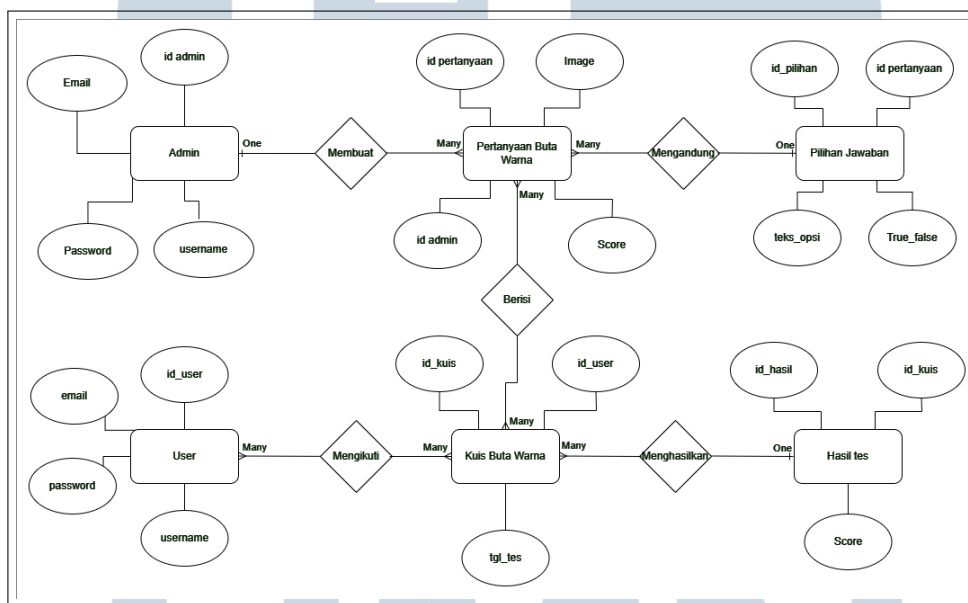 id admin
Email
id pertanyaan
Image
id_pilihan
id pertanyaan
Admin
One
Membuat
Many
Pertanyaan Buta
Warna
Many
Mengandung
One
Pilihan Jawaban
Many
Password
username
id admin
Score
teks_opsi
True_false
Berisi
id_user
email
id_kuis
id_user
id_hasil
id_kuis
Many
User
Many
Mengikuti
Many
Kuis Buta Warna
Many
Menghasilkan
One
Hasil tes
password
username
tgl_tes
Score